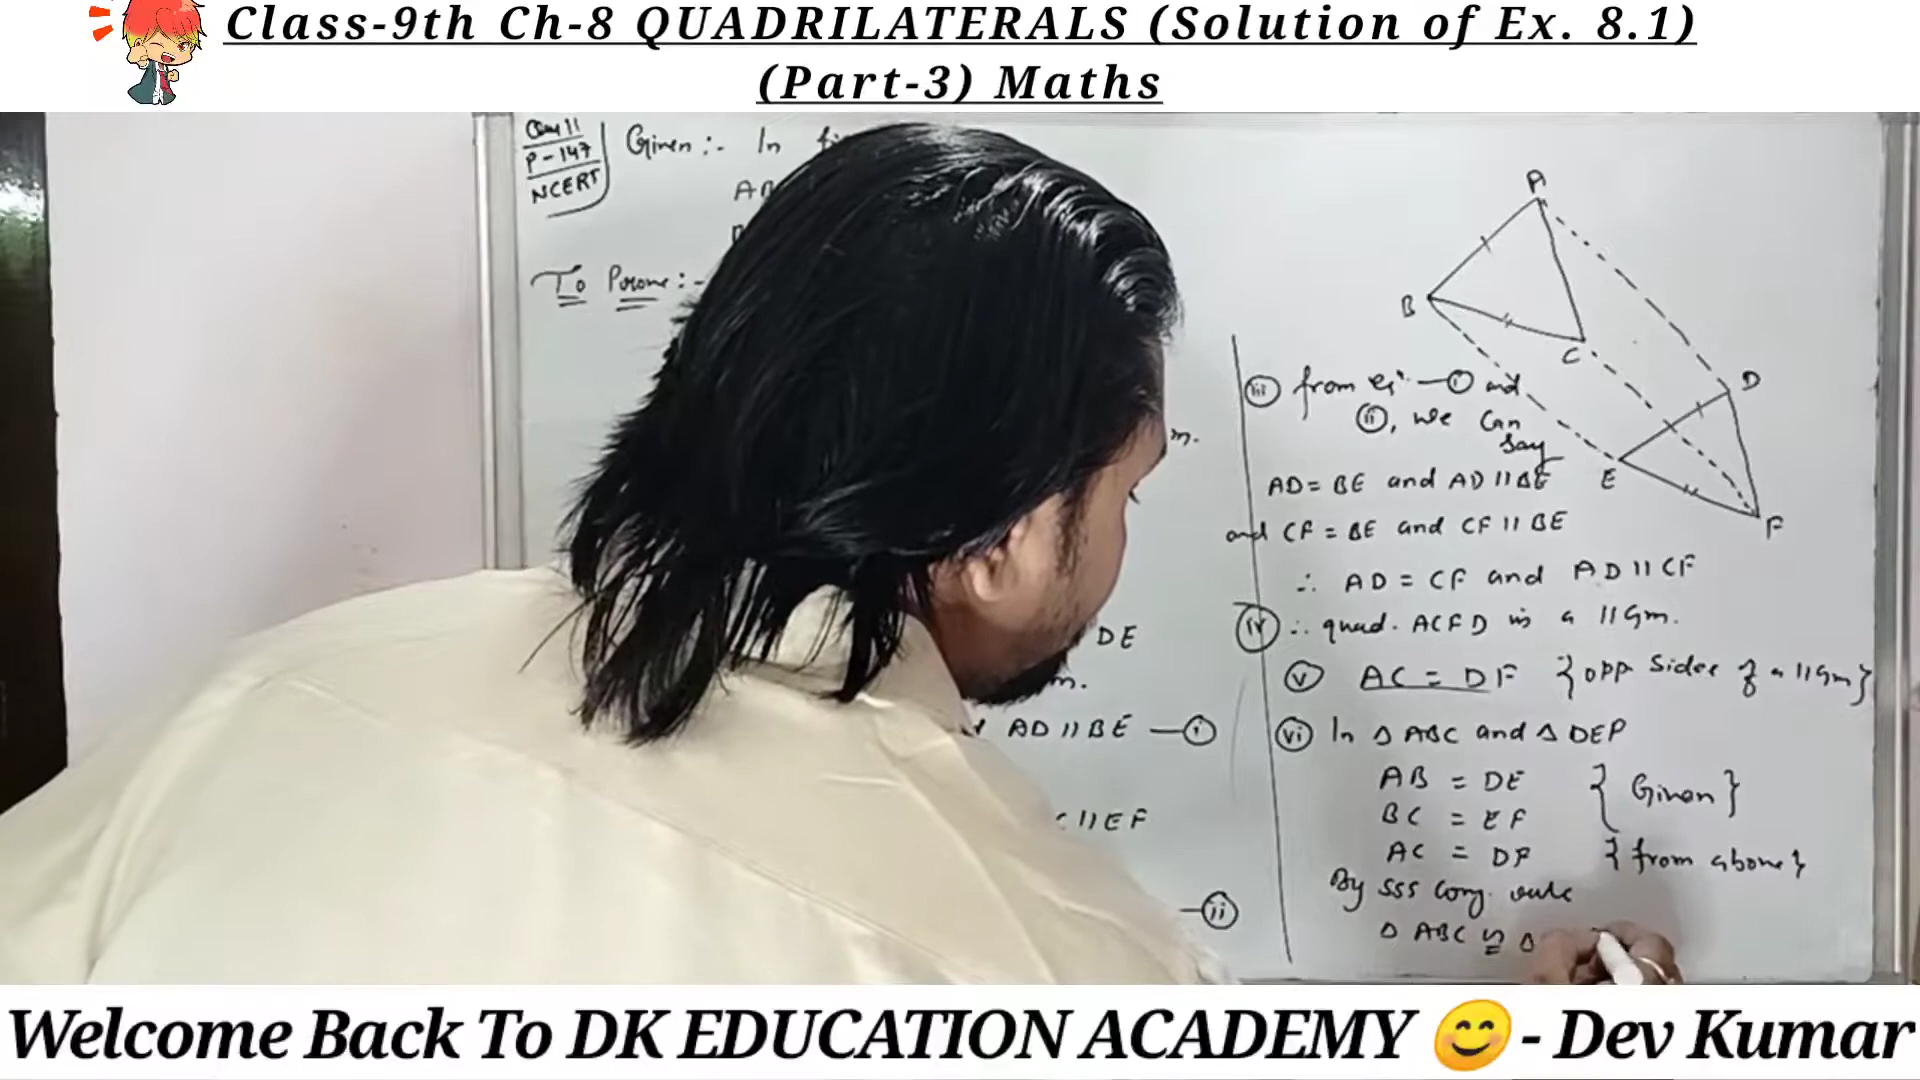 Class-9th Ch-8 QUADRILATERALS (Solution of Ex. 8.1)
(Part-3) Maths
Qun 11
P-147
NCERT
Given :- In
To Prove :-
m.
DE
m.
AD || BE —(i)
|| EF
—(ii)
A
B
C
D
E
F
(iii) from eqn —(i) and
(ii), we can
say
AD = BE and AD || BE
and CF = BE and CF || BE
∴ AD = CF and AD || CF
(iv) ∴ quad. ACFD is a ||gm.
(v) AC = DF {opp sides of a ||gm}
(vi) In Δ ABC and Δ DEF
AB = DE {Given}
BC = EF
AC = DF {from above}
By SSS cong. rule
Δ ABC ≅ Δ
Welcome Back To DK EDUCATION ACADEMY 😊 - Dev Kumar